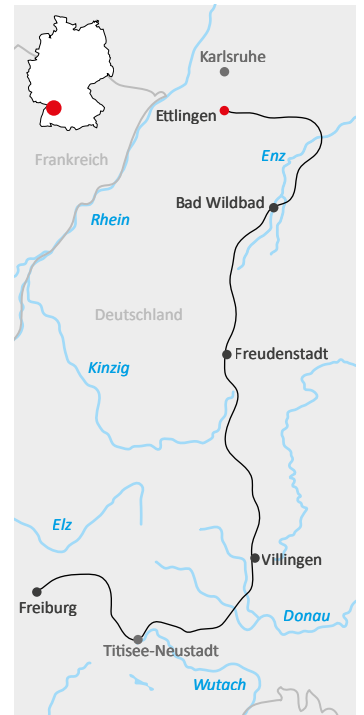 Karlsruhe
Ettlingen
Enz
Frankreich
Bad Wildbad
Rhein
Deutschland
Freudenstadt
Kinzig
Elz
Villingen
Freiburg
Donau
Titisee-Neustadt
Wutach